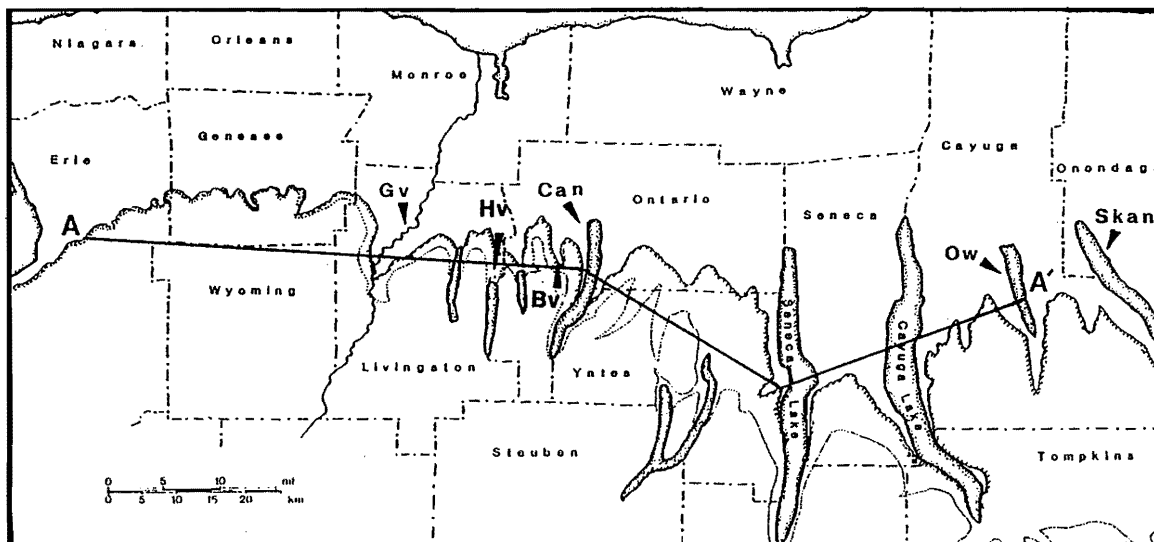 Niagara
Orleans
Monroe
Wayne
Genesee
Erie
Cayuga
Onondaga
Gv
Hv
Can
Ontario
Seneca
Skan
A
Ow
A'
Wyoming
Bv
Seneca Lake
Cayuga Lake
Livingston
Yates
Steuben
Tompkins
0 5 10 mi
0 5 10 15 20 km